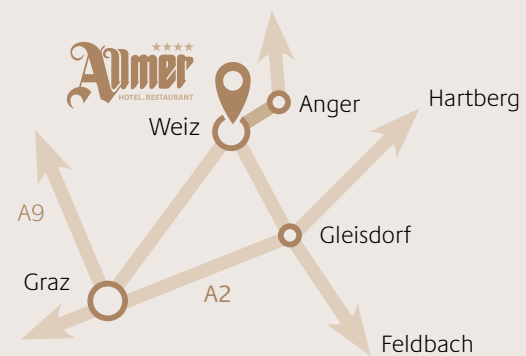 ★★★★
Allmer
HOTEL.RESTAURANT
Anger
Hartberg
Weiz
A9
Gleisdorf
Graz
A2
Feldbach